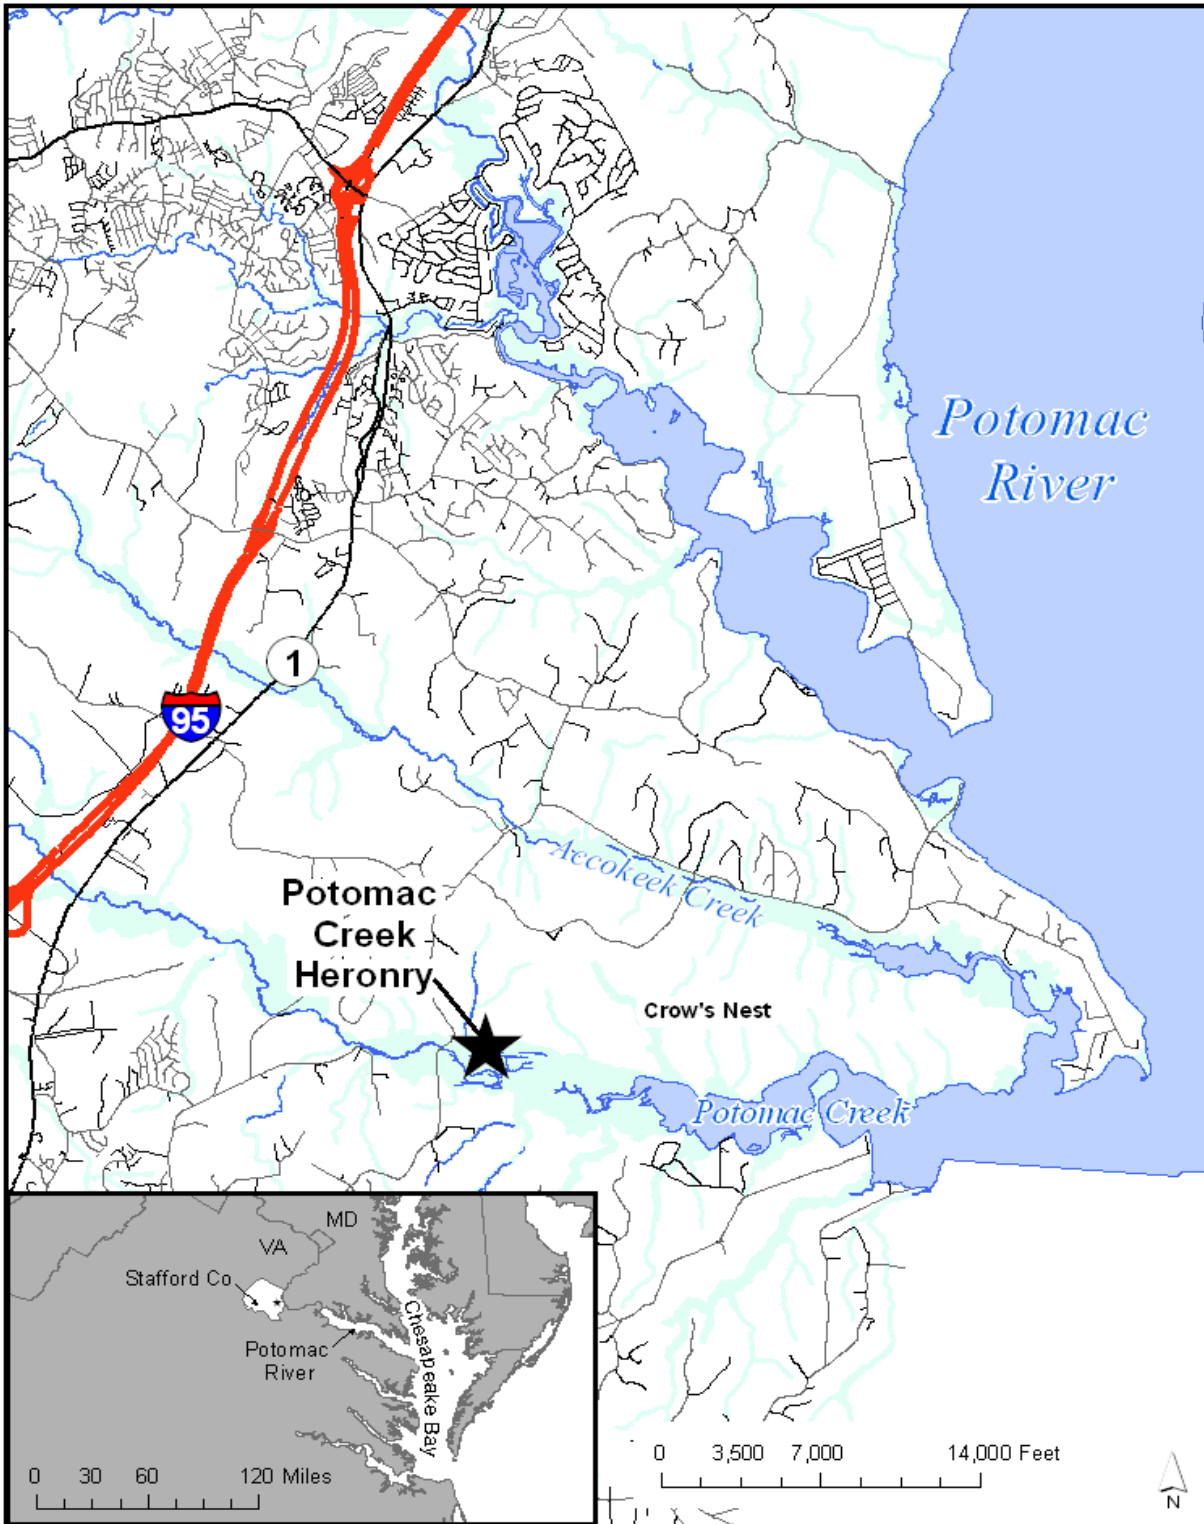 Potomac
River
1
95
Accokeek Creek
Potomac
Creek
Heronry
Crow's Nest
Potomac Creek
MD
VA
Stafford Co
Potomac
River
Chesapeake Bay
0 30 60 120 Miles
0 3,500 7,000 14,000 Feet
N